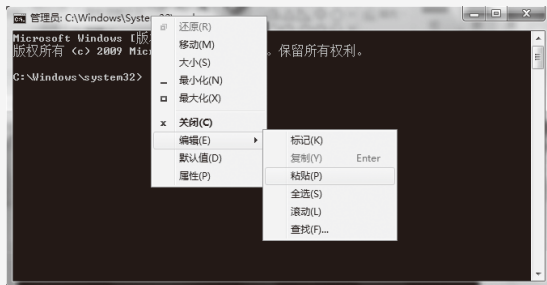 管理员: C:\Windows\Syste
Microsoft Windows [版
版权所有 <c> 2009 Mic
。保留所有权利。
C:\Windows\system32>
还原(R)
移动(M)
大小(S)
最小化(N)
最大化(X)
关闭(C)
编辑(E)
默认值(D)
属性(P)
标记(K)
复制(Y) Enter
粘贴(P)
全选(S)
滚动(L)
查找(F)...